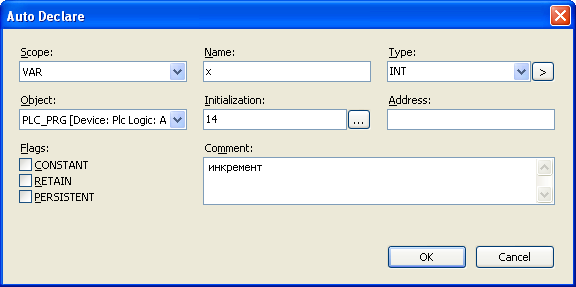 Auto Declare
Scope: Name: Type:
VAR x INT >
Object: Initialization: Address:
PLC_PRG [Device: Plc Logic: A 14 ...
Flags: Comment:
CONSTANT инкремент
RETAIN
PERSISTENT
OK Cancel